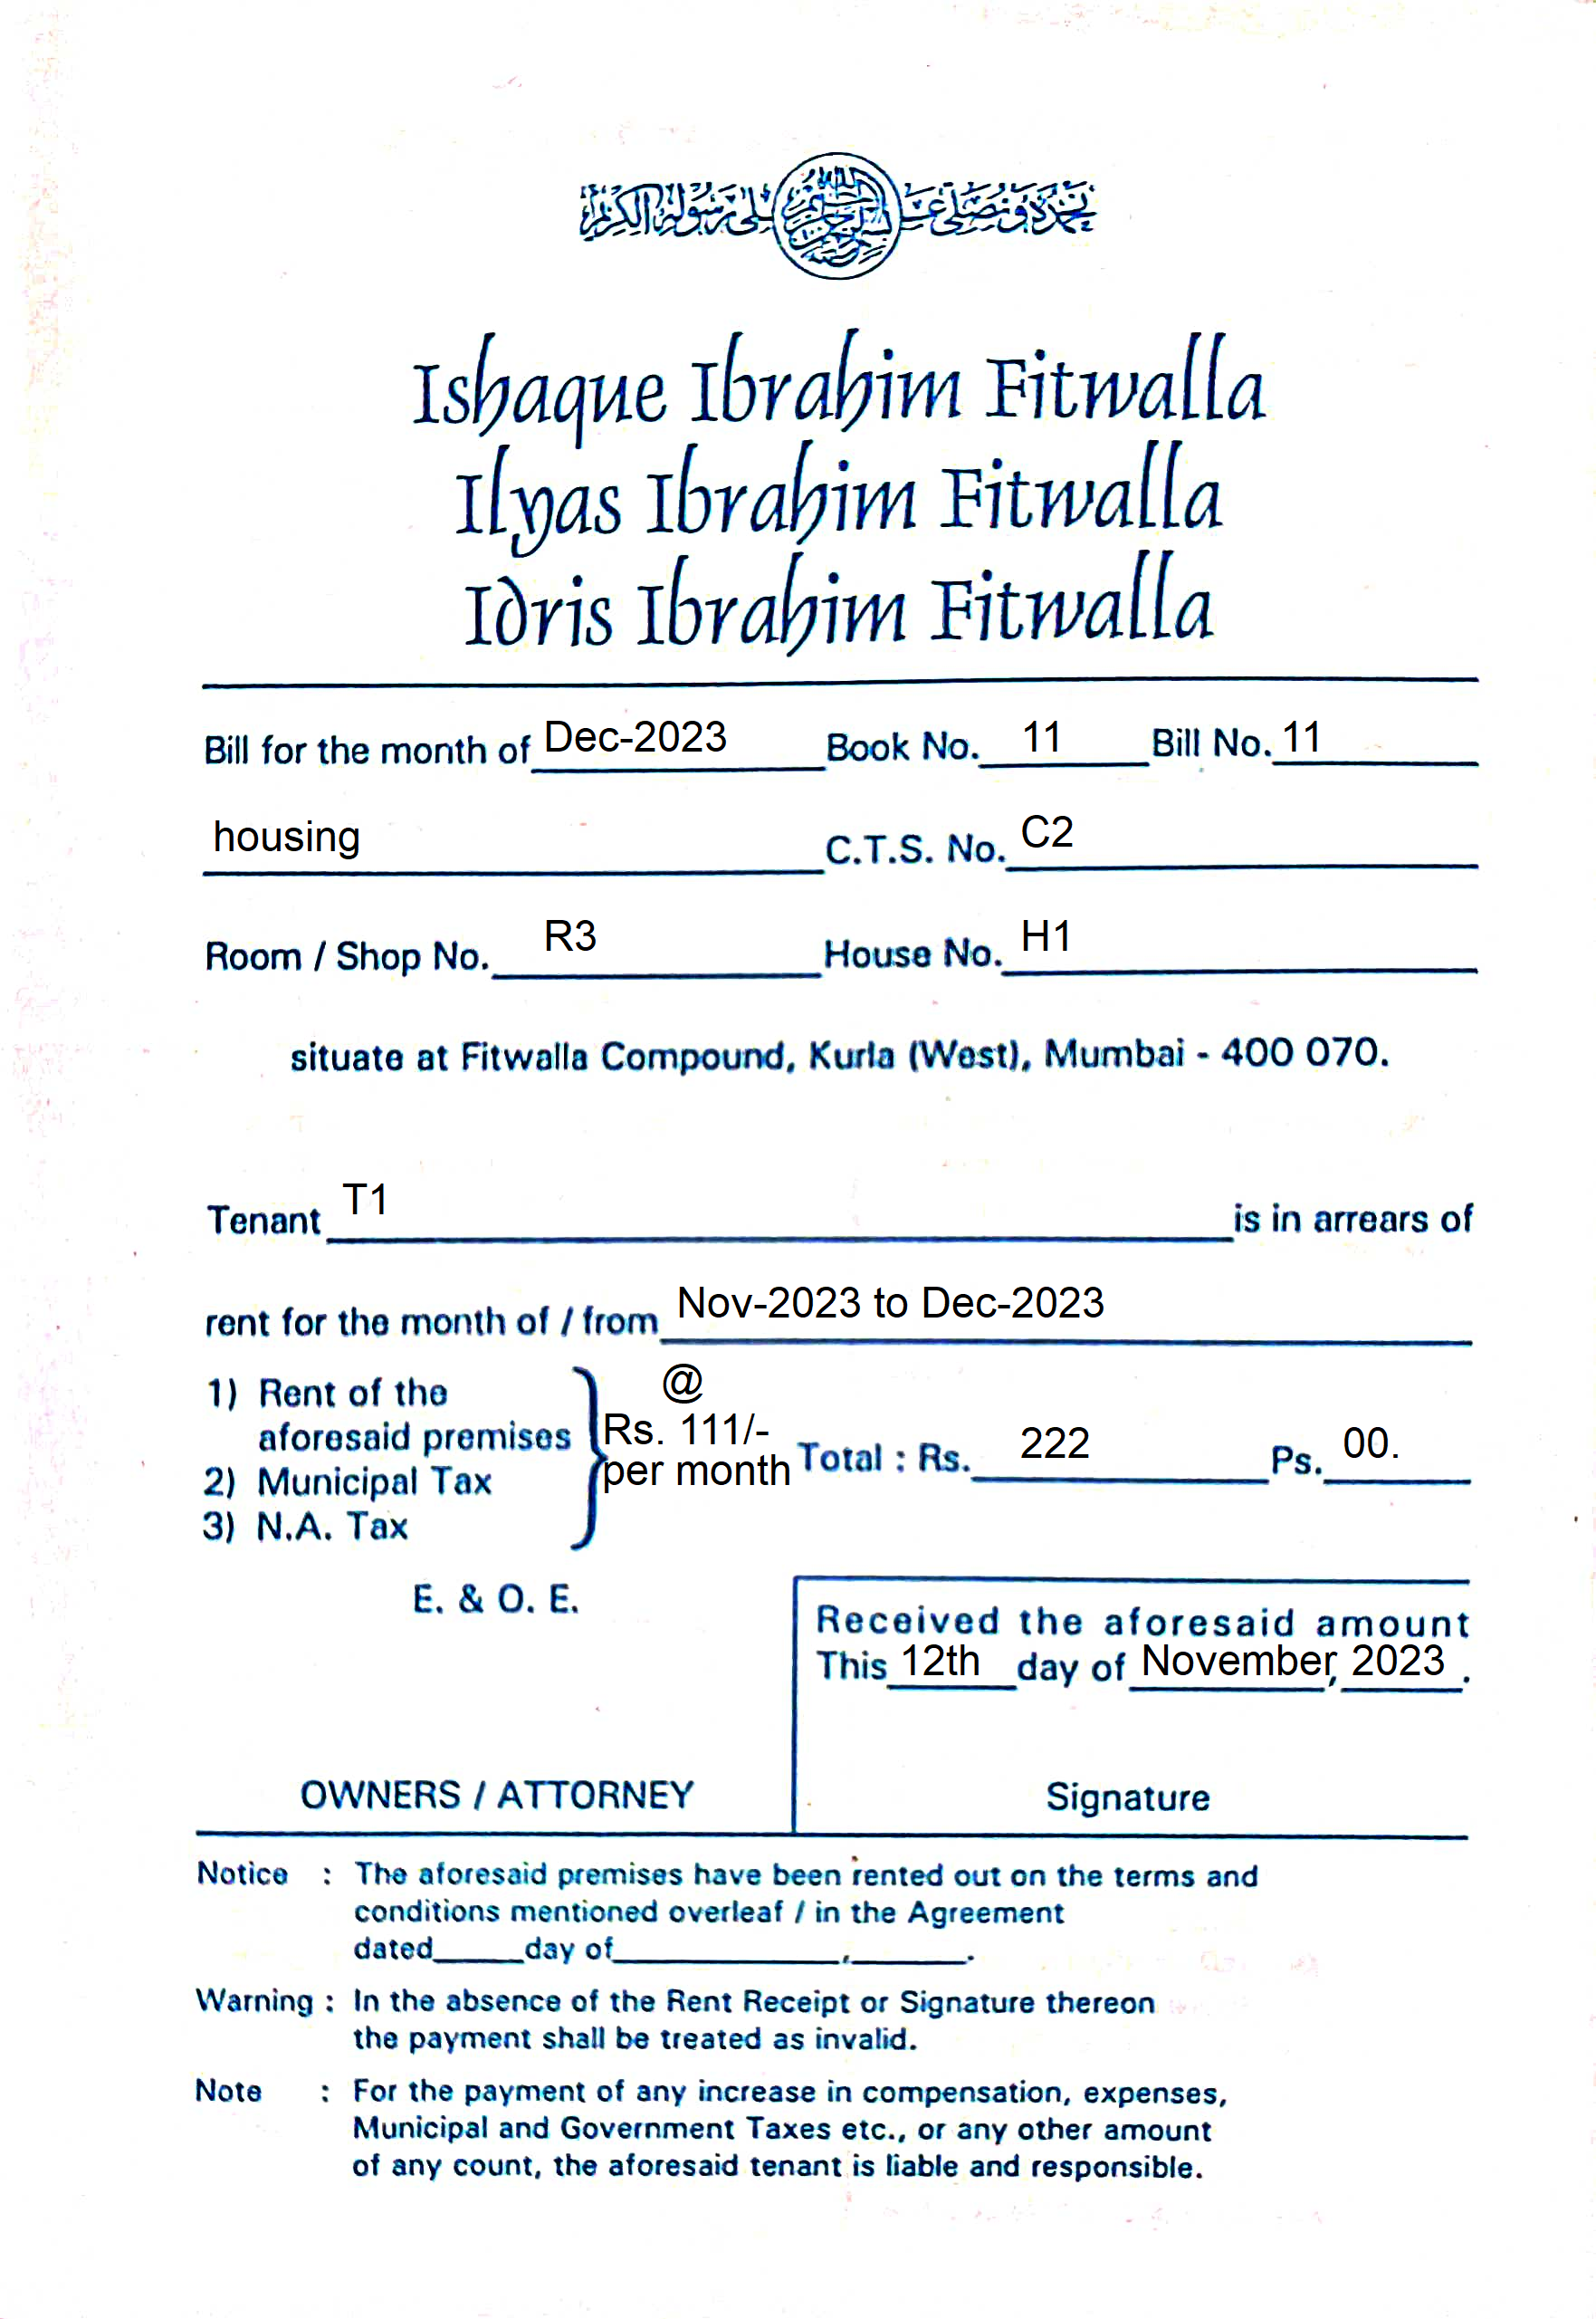 نحمده ونصلي على رسوله الكريم
Ishaque Ibrahim Fitwalla
Ilyas Ibrahim Fitwalla
Idris Ibrahim Fitwalla
Bill for the month of Dec-2023 Book No. 11 Bill No. 11
housing C.T.S. No. C2
Room / Shop No. R3 House No. H1
situate at Fitwalla Compound, Kurla (West), Mumbai - 400 070.
Tenant T1 is in arrears of
rent for the month of / from Nov-2023 to Dec-2023
1) Rent of the
aforesaid premises
2) Municipal Tax
3) N.A. Tax
@
Rs. 111/-
per month
Total : Rs. 222 Ps. 00.
E. & O. E.
Received the aforesaid amount
This 12th day of November, 2023.
OWNERS / ATTORNEY
Signature
Notice : The aforesaid premises have been rented out on the terms and
conditions mentioned overleaf / in the Agreement
dated_____day of_____________,_______.
Warning : In the absence of the Rent Receipt or Signature thereon
the payment shall be treated as invalid.
Note : For the payment of any increase in compensation, expenses,
Municipal and Government Taxes etc., or any other amount
of any count, the aforesaid tenant is liable and responsible.